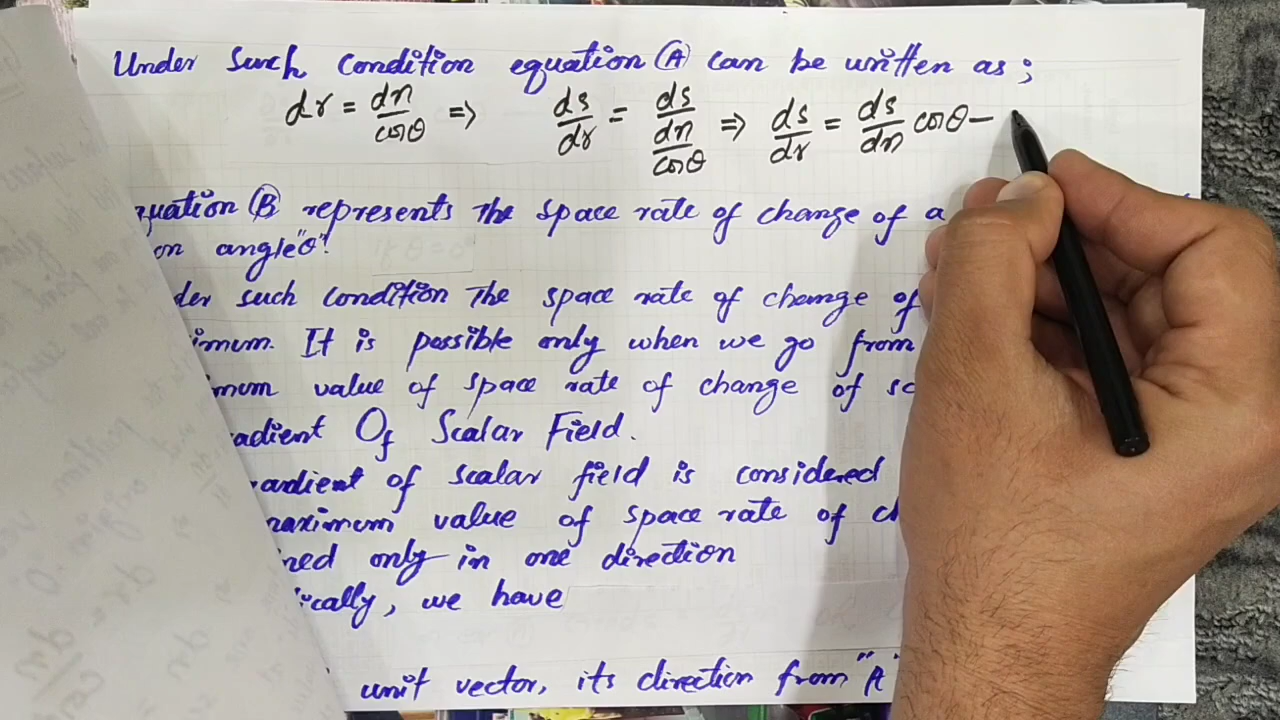 Under Such condition equation (A) can be written as;
dr = dn/cosθ => ds/dr = ds/(dn/cosθ) => ds/dr = ds/dn cosθ —
quation (B) represents the space rate of change of a
on angle "θ".
der such condition the space rate of change of
imum. It is possible only when we go from
mum value of space rate of change of sc
adient Of Scalar Field.
radient of scalar field is considered
maximum value of space rate of ch
ned only in one direction
ically, we have
unit vector, its direction from "A"